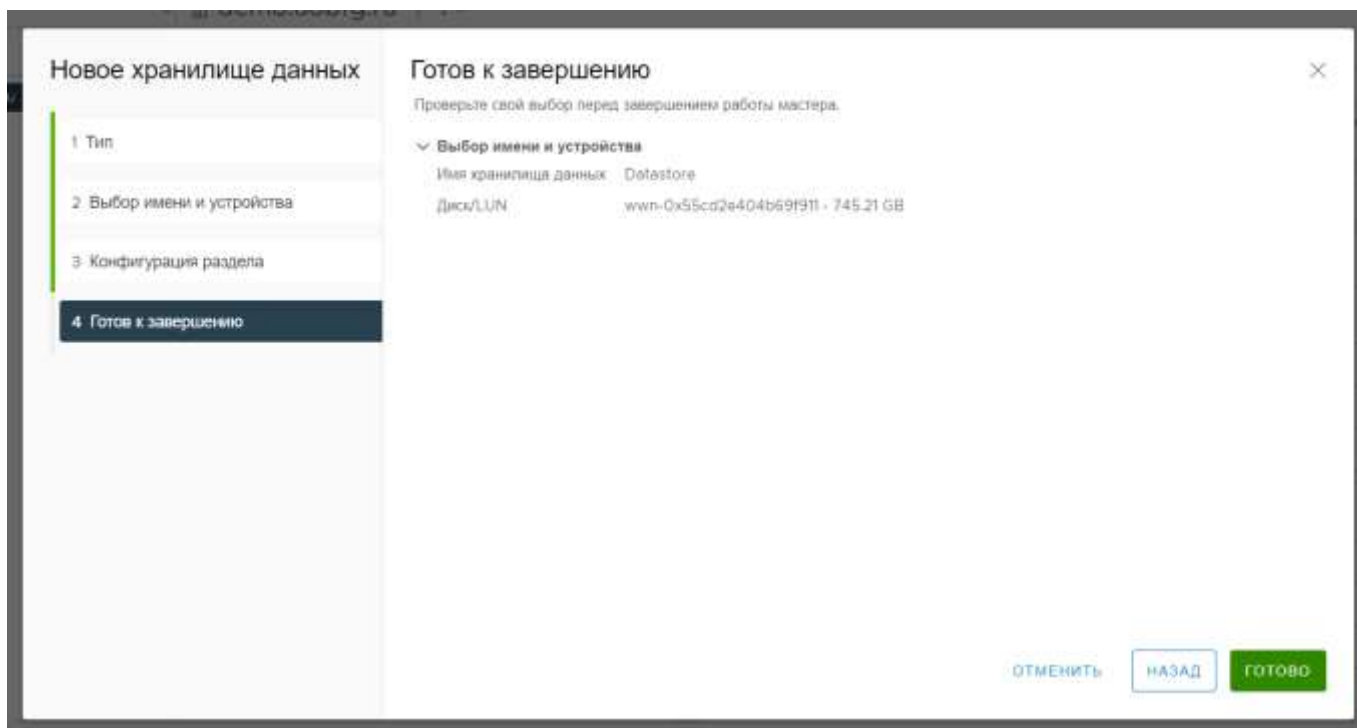 Новое хранилище данных
1 Тип
2 Выбор имени и устройства
3 Конфигурация раздела
4 Готов к завершению
Готов к завершению
Проверьте свой выбор перед завершением работы мастера.
Выбор имени и устройства
Имя хранилища данных Datastore
Диск/LUN wwn-0x55cd2e404b69f911 - 745.21 GB
ОТМЕНИТЬ НАЗАД ГОТОВО